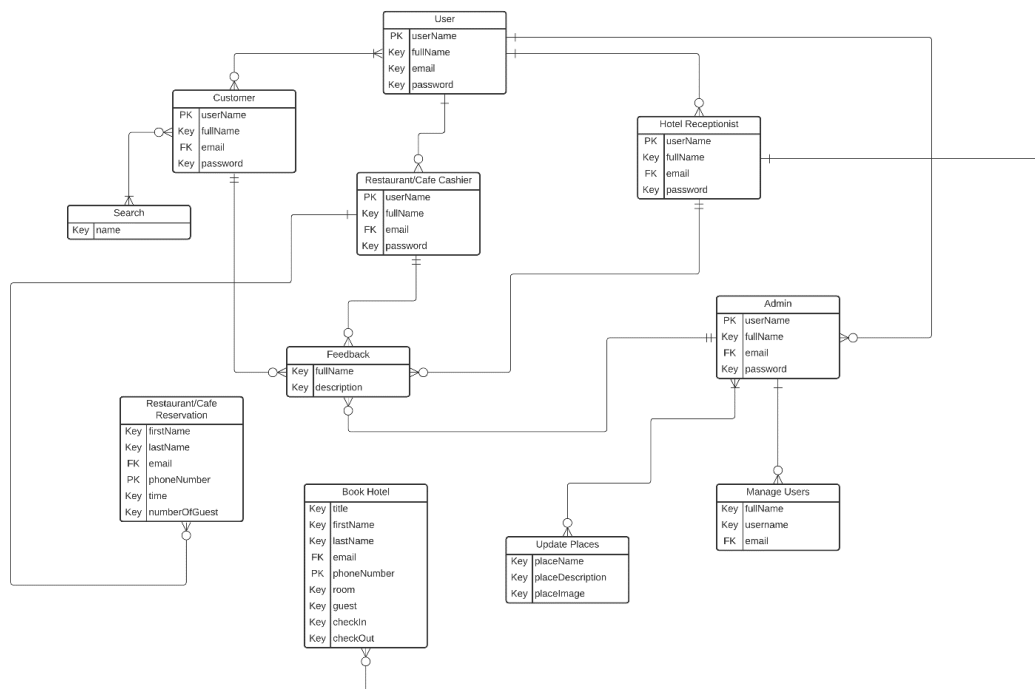 User
PK userName
Key fullName
Key email
Key password
Customer
PK userName
Key fullName
FK email
Key password
Hotel Receptionist
PK userName
Key fullName
FK email
Key password
Restaurant/Cafe Cashier
PK userName
Key fullName
FK email
Key password
Search
Key name
Admin
PK userName
Key fullName
FK email
Key password
Feedback
Key fullName
Key description
Restaurant/Cafe
Reservation
Key firstName
Key lastName
FK email
PK phoneNumber
Key time
Key numberOfGuest
Book Hotel
Key title
Key firstName
Key lastName
FK email
PK phoneNumber
Key room
Key guest
Key checkIn
Key checkOut
Manage Users
Key fullName
Key username
FK email
Update Places
Key placeName
Key placeDescription
Key placeImage